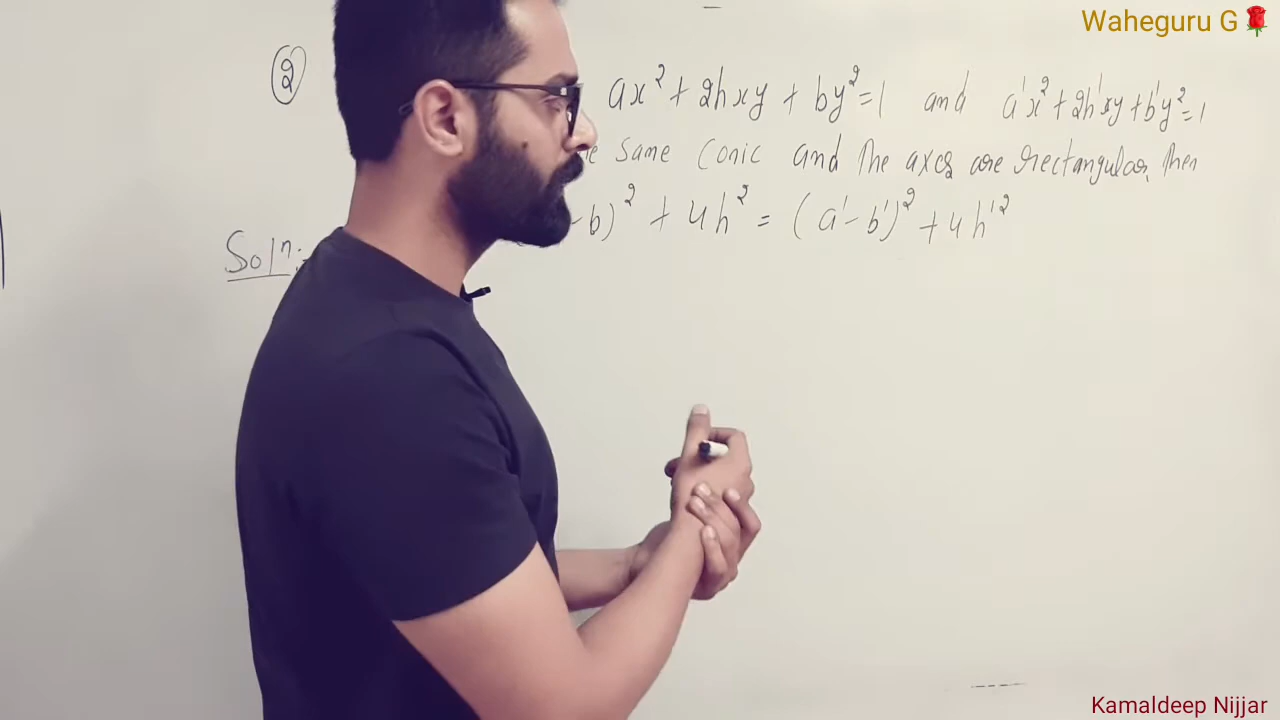 Waheguru G🌹
② ax² + 2hxy + by² = 1 and a'x² + 2h'xy + b'y² = 1
same conic and the axes are rectangular, then
-b)² + 4h² = (a'-b')² + 4h'²
Solⁿ:
Kamaldeep Nijjar